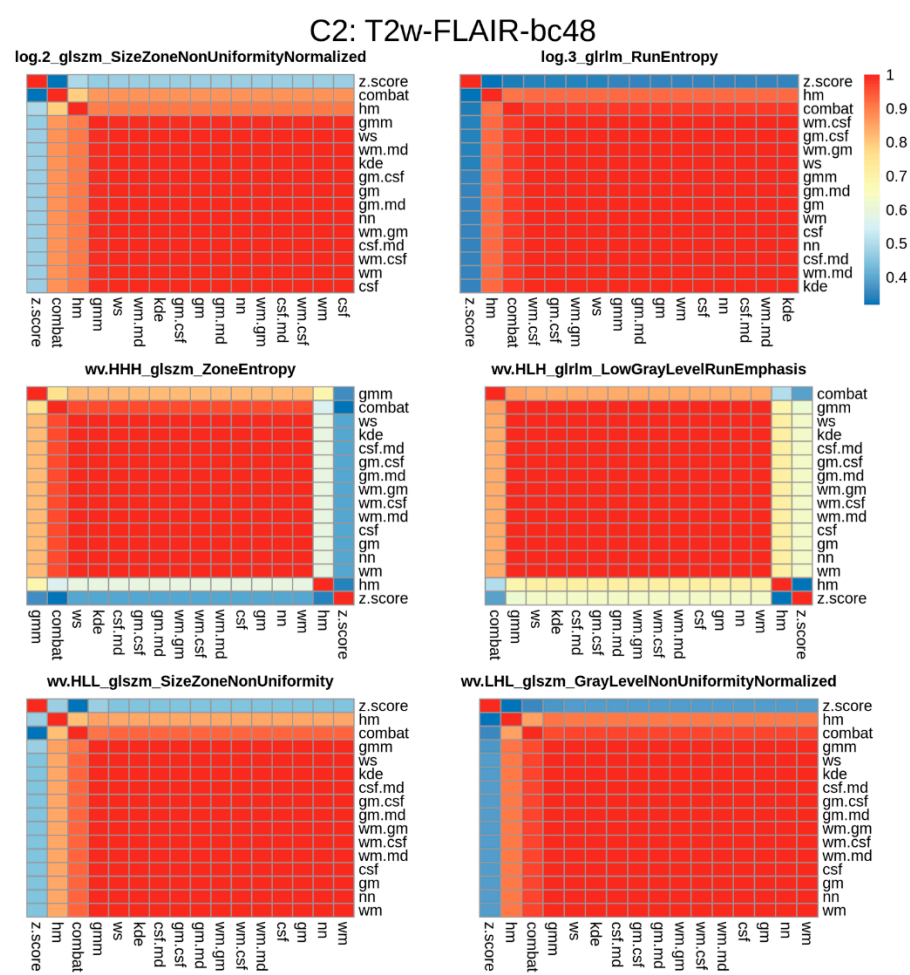 C2: T2w-FLAIR-bc48
log.2_glszm_SizeZoneNonUniformityNormalized
z.score
combat
hm
gmm
ws
wm.md
kde
gm.csf
gm
gm.md
nn
wm.gm
csf.md
wm.csf
wm
csf
z.score
combat
hm
gmm
ws
wm.md
kde
gm.csf
gm
gm.md
nn
wm.gm
csf.md
wm.csf
wm
csf
log.3_glrlm_RunEntropy
z.score
hm
combat
wm.csf
gm.csf
wm.gm
ws
gmm
gm.md
gm
wm
csf
nn
csf.md
wm.md
kde
z.score
hm
combat
wm.csf
gm.csf
wm.gm
ws
gmm
gm.md
gm
wm
csf
nn
csf.md
wm.md
kde
1
0.9
0.8
0.7
0.6
0.5
0.4
wv.HHH_glszm_ZoneEntropy
gmm
combat
ws
kde
csf.md
gm.csf
gm.md
wm.gm
wm.csf
wm.md
csf
gm
nn
wm
hm
z.score
gmm
combat
ws
kde
csf.md
gm.csf
gm.md
wm.gm
wm.csf
wm.md
csf
gm
nn
wm
hm
z.score
wv.HLH_glrlm_LowGrayLevelRunEmphasis
combat
gmm
ws
kde
csf.md
gm.csf
gm.md
wm.gm
wm.csf
wm.md
csf
gm
nn
wm
hm
z.score
combat
gmm
ws
kde
csf.md
gm.csf
gm.md
wm.gm
wm.csf
wm.md
csf
gm
nn
wm
hm
z.score
wv.HLL_glszm_SizeZoneNonUniformity
z.score
hm
combat
gmm
ws
kde
csf.md
gm.csf
gm.md
wm.gm
wm.csf
wm.md
csf
gm
nn
wm
z.score
hm
combat
gmm
ws
kde
csf.md
gm.csf
gm.md
wm.gm
wm.csf
wm.md
csf
gm
nn
wm
wv.LHL_glszm_GrayLevelNonUniformityNormalized
z.score
hm
combat
gmm
ws
kde
csf.md
gm.csf
gm.md
wm.gm
wm.csf
wm.md
csf
gm
nn
wm
z.score
hm
combat
gmm
ws
kde
csf.md
gm.csf
gm.md
wm.gm
wm.csf
wm.md
csf
gm
nn
wm